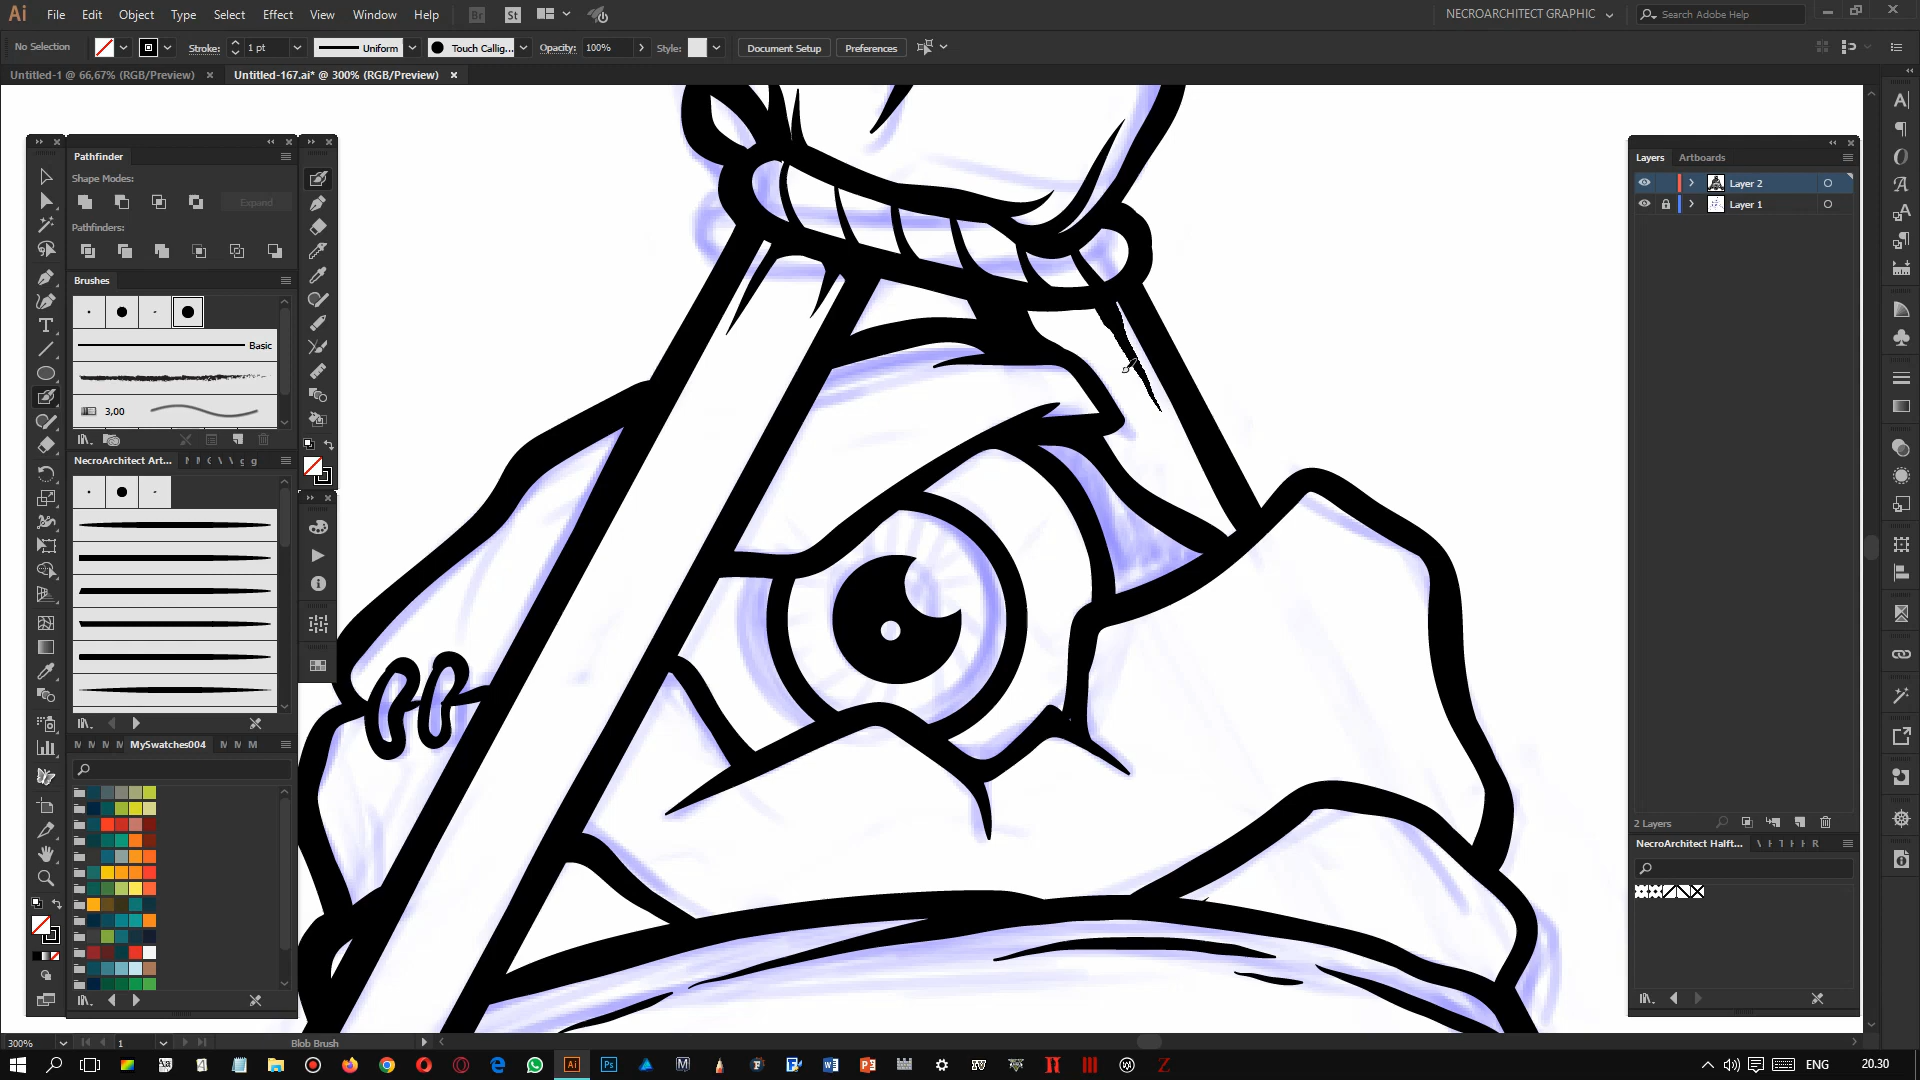 Ai File Edit Object Type Select Effect View Window Help Br St NECROARCHITECT GRAPHIC Search Adobe Help
No Selection Stroke: 1 pt Uniform Touch Callig... Opacity: 100% Style: Document Setup Preferences
Untitled-1 @ 66,67% (RGB/Preview) × Untitled-167.ai* @ 300% (RGB/Preview) ×
Pathfinder
Shape Modes:
Expand
Pathfinders:
Brushes
Basic
3,00
NecroArchitect Art...
MySwatches004
Layers Artboards
Layer 2
Layer 1
2 Layers
NecroArchitect Halft...
300% 1 Blob Brush
ENG 20.30